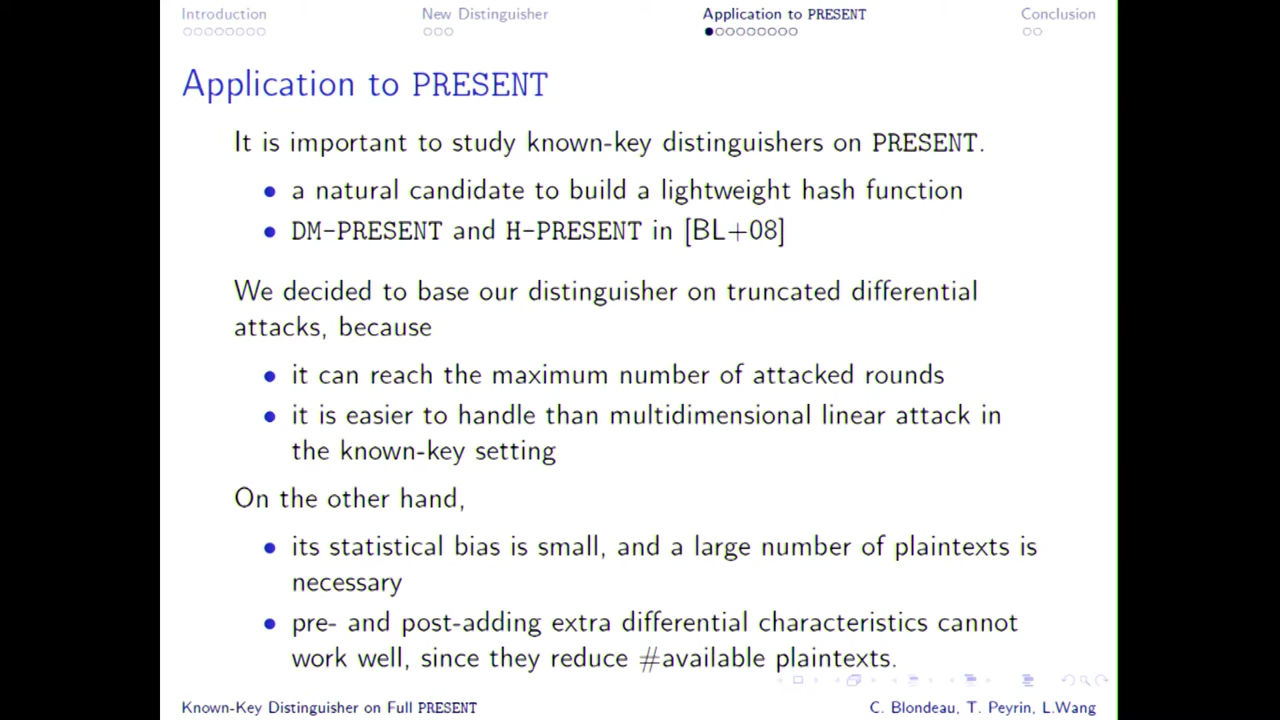 Introduction New Distinguisher Application to PRESENT Conclusion
Application to PRESENT
It is important to study known-key distinguishers on PRESENT.
• a natural candidate to build a lightweight hash function
• DM-PRESENT and H-PRESENT in [BL+08]
We decided to base our distinguisher on truncated differential
attacks, because
• it can reach the maximum number of attacked rounds
• it is easier to handle than multidimensional linear attack in
the known-key setting
On the other hand,
• its statistical bias is small, and a large number of plaintexts is
necessary
• pre- and post-adding extra differential characteristics cannot
work well, since they reduce #available plaintexts.
Known-Key Distinguisher on Full PRESENT C. Blondeau, T. Peyrin, L.Wang